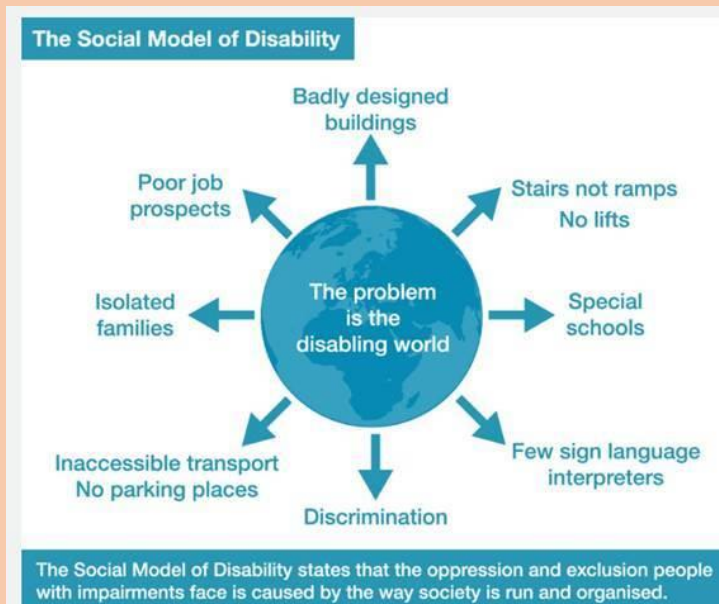 The Social Model of Disability
Badly designed
buildings
Stairs not ramps
No lifts
Special
schools
Few sign language
interpreters
Discrimination
Inaccessible transport
No parking places
Isolated
families
Poor job
prospects
The problem
is the
disabling world
The Social Model of Disability states that the oppression and exclusion people
with impairments face is caused by the way society is run and organised.